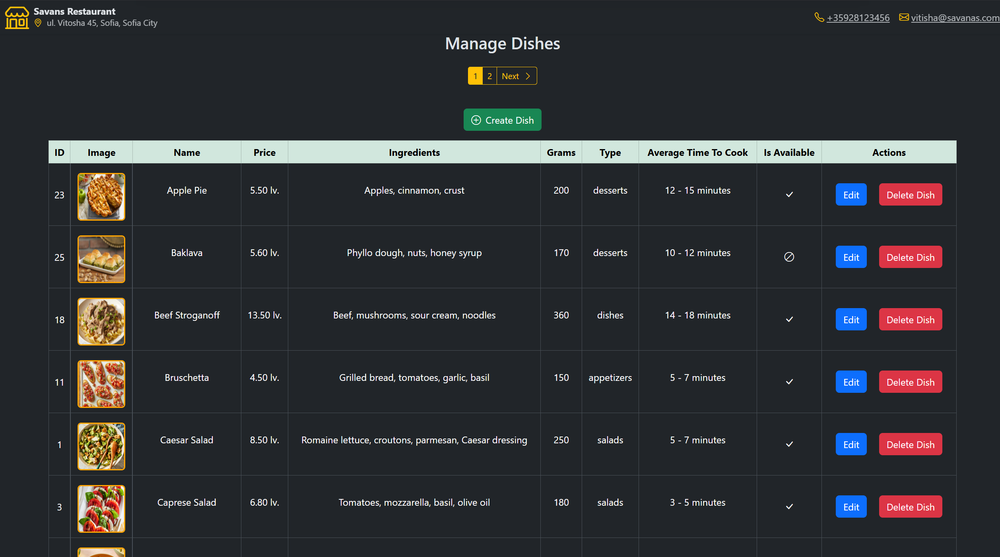 Savans Restaurant
ul. Vitosha 45, Sofia, Sofia City
+35928123456 vitisha@savanas.com
Manage Dishes
1 2 Next
Create Dish
ID Image Name Price Ingredients Grams Type Average Time To Cook Is Available Actions
23 Apple Pie 5.50 lv. Apples, cinnamon, crust 200 desserts 12 - 15 minutes Edit Delete Dish
25 Baklava 5.60 lv. Phyllo dough, nuts, honey syrup 170 desserts 10 - 12 minutes Edit Delete Dish
18 Beef Stroganoff 13.50 lv. Beef, mushrooms, sour cream, noodles 360 dishes 14 - 18 minutes Edit Delete Dish
11 Bruschetta 4.50 lv. Grilled bread, tomatoes, garlic, basil 150 appetizers 5 - 7 minutes Edit Delete Dish
1 Caesar Salad 8.50 lv. Romaine lettuce, croutons, parmesan, Caesar dressing 250 salads 5 - 7 minutes Edit Delete Dish
3 Caprese Salad 6.80 lv. Tomatoes, mozzarella, basil, olive oil 180 salads 3 - 5 minutes Edit Delete Dish